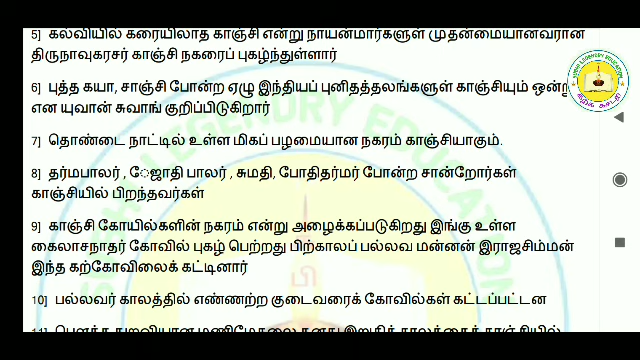 5] கல்வியில் கரையிலாத காஞ்சி என்று நாயன்மார்களுள் முதன்மையானவரான
திருநாவுகரசர் காஞ்சி நகரைப் புகழ்ந்துள்ளார்
6] புத்த கயா, சாஞ்சி போன்ற ஏழு இந்தியப் புனிதத்தலங்களுள் காஞ்சியும்
என யுவான் சுவாங் குறிப்பிடுகிறார்
7] தொண்டை நாட்டில் உள்ள மிகப் பழமையான நகரம் காஞ்சியாகும்.
8] தர்மபாலர் , ேஜாதி பாலர் , சுமதி, போதிதர்மர் போன்ற சான்றோர்கள்
காஞ்சியில் பிறந்தவர்கள்
9] காஞ்சி கோயில்களின் நகரம் என்று அழைக்கப்படுகிறது இங்கு உள்ள
கைலாசநாதர் கோவில் புகழ் பெற்றது பிற்காலப் பல்லவ மன்னன் இராஜசிம்மன்
இந்த கற்கோவிலைக் கட்டினார்
10] பல்லவர் காலத்தில் எண்ணற்ற குடைவரைக் கோவில்கள் கட்டப்பட்டன